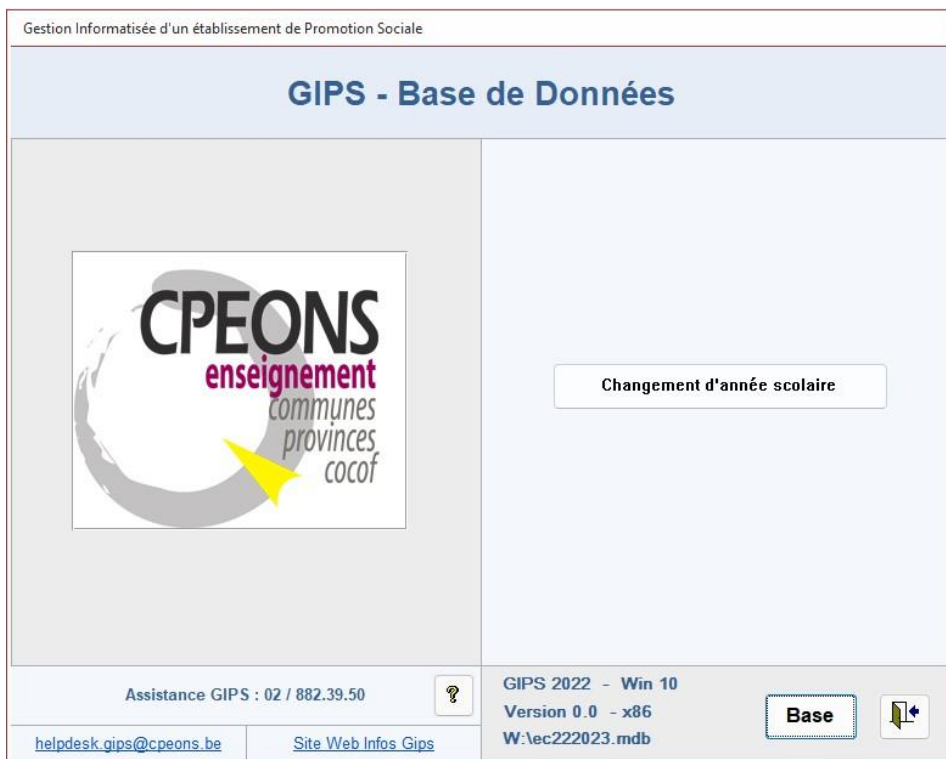 Gestion Informatisée d'un établissement de Promotion Sociale
GIPS - Base de Données
CPEONS
enseignement
communes
provinces
cocof
Changement d'année scolaire
Assistance GIPS : 02 / 882.39.50
?
helpdesk.gips@cpeons.be
Site Web Infos Gips
GIPS 2022 - Win 10
Version 0.0 - x86
W:\ec222023.mdb
Base